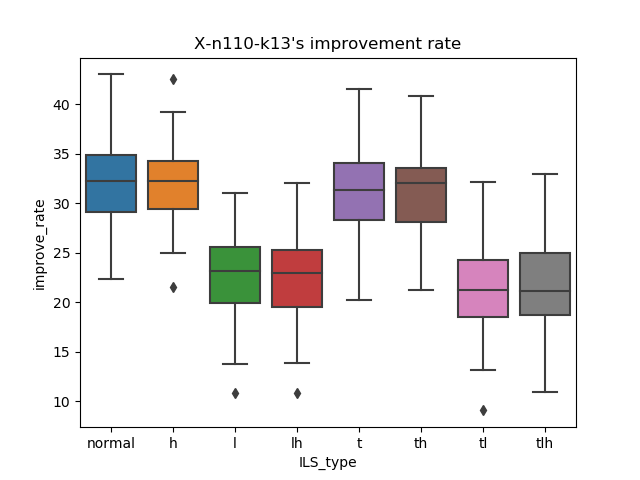 X-n110-k13's improvement rate
improve_rate
40
35
30
25
20
15
10
normal h l lh t th tl tlh
ILS_type